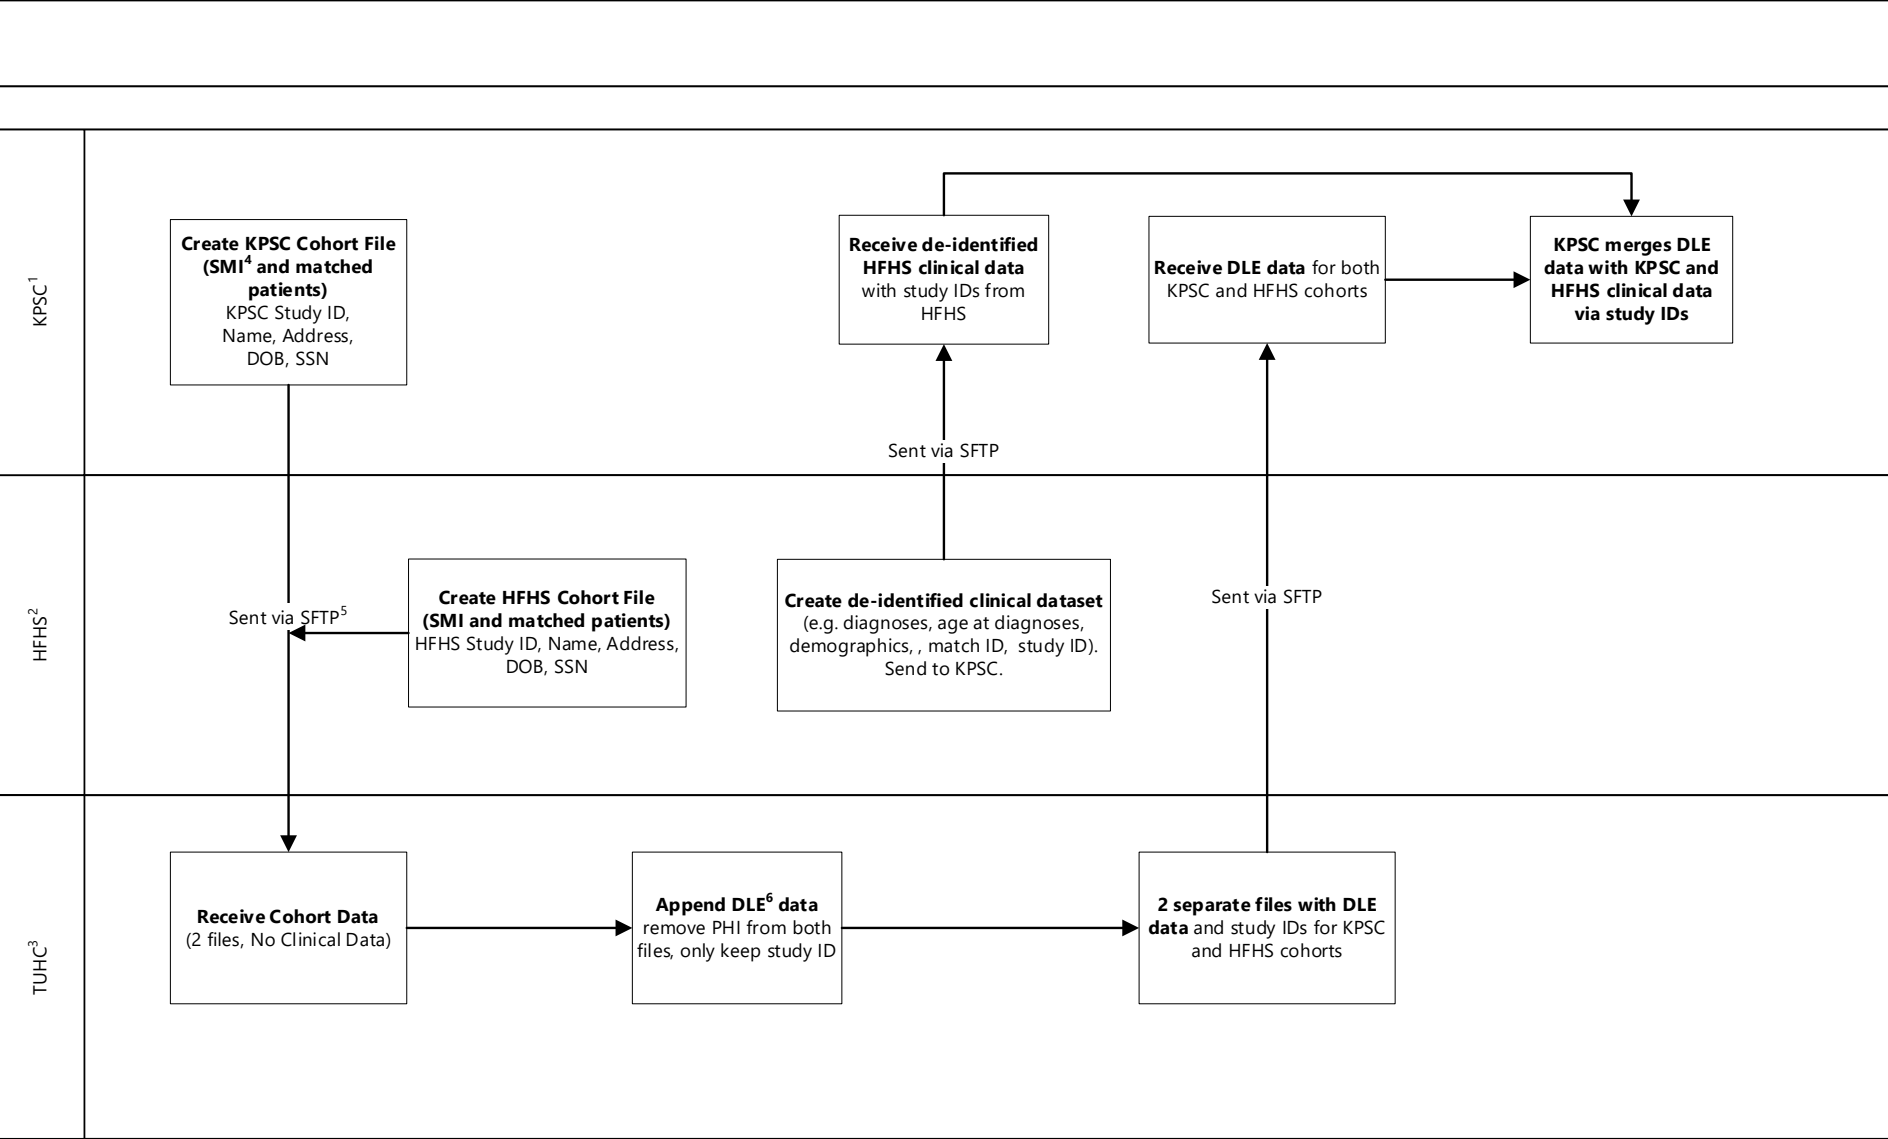 KPSC1
Create KPSC Cohort File
(SMI4 and matched
patients)
KPSC Study ID,
Name, Address,
DOB, SSN
Receive de-identified
HFHS clinical data
with study IDs from
HFHS
Receive DLE data for both
KPSC and HFHS cohorts
KPSC merges DLE
data with KPSC and
HFHS clinical data
via study IDs
Sent via SFTP
HFHS2
Sent via SFTP5
Create HFHS Cohort File
(SMI and matched patients)
HFHS Study ID, Name, Address,
DOB, SSN
Create de-identified clinical dataset
(e.g. diagnoses, age at diagnoses,
demographics, , match ID,  study ID).
Send to KPSC.
Sent via SFTP
TUHC3
Receive Cohort Data
(2 files, No Clinical Data)
Append DLE6 data
remove PHI from both
files, only keep study ID
2 separate files with DLE
data and study IDs for KPSC
and HFHS cohorts